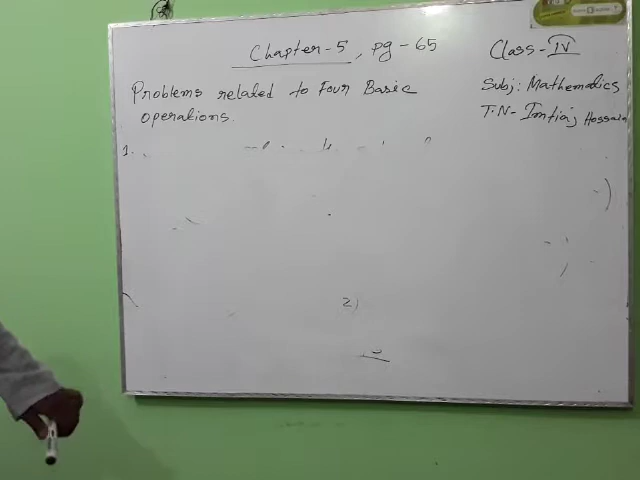 Chapter-5, pg-65
Class-IV
Problems related to Four Basic
operations.
Subj: Mathematics
T.N- Imtiaj Hossain
1.
2)